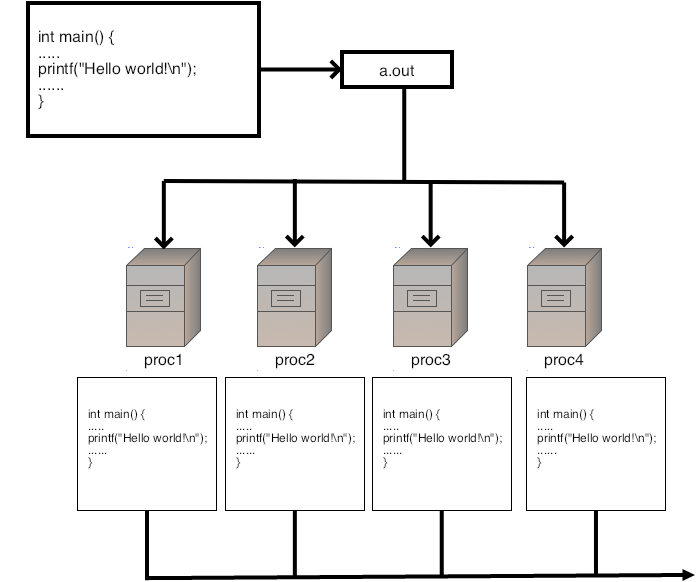 int main() {
.....
printf("Hello world!\n");
......
}
a.out
proc1
proc2
proc3
proc4
int main() {
.....
printf("Hello world!\n");
......
}
int main() {
.....
printf("Hello world!\n");
......
}
int main() {
.....
printf("Hello world!\n");
......
}
int main() {
.....
printf("Hello world!\n");
......
}